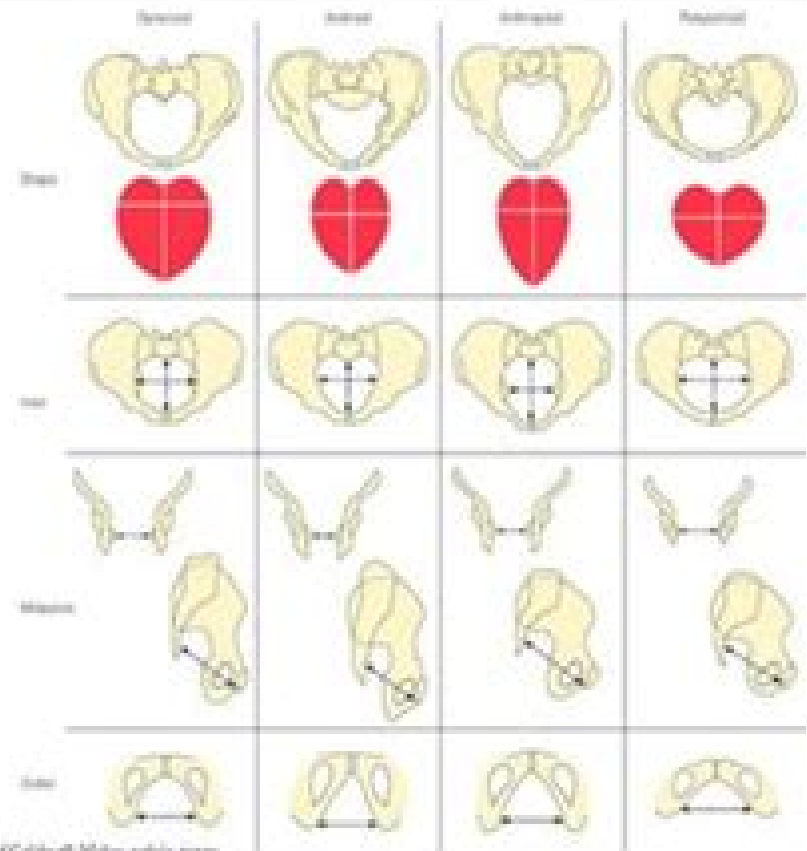 Gynecoid
Android
Anthropoid
Platypelloid
Shape
Inlet
Midpelvis
Outlet